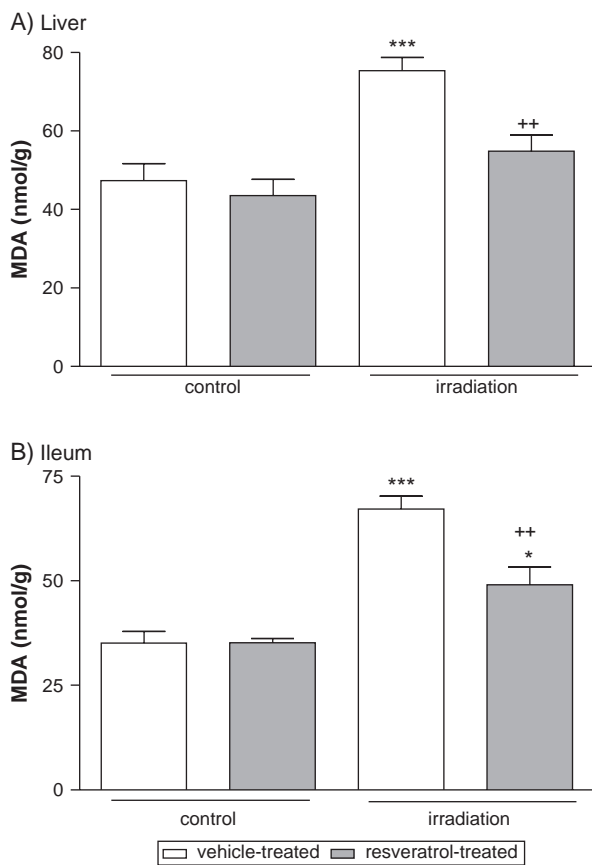 A) Liver
80
60
40
20
0
MDA (nmol/g)
***
++
control
irradiation
B) Ileum
75
50
25
0
MDA (nmol/g)
***
++
*
control
irradiation
vehicle-treated resveratrol-treated